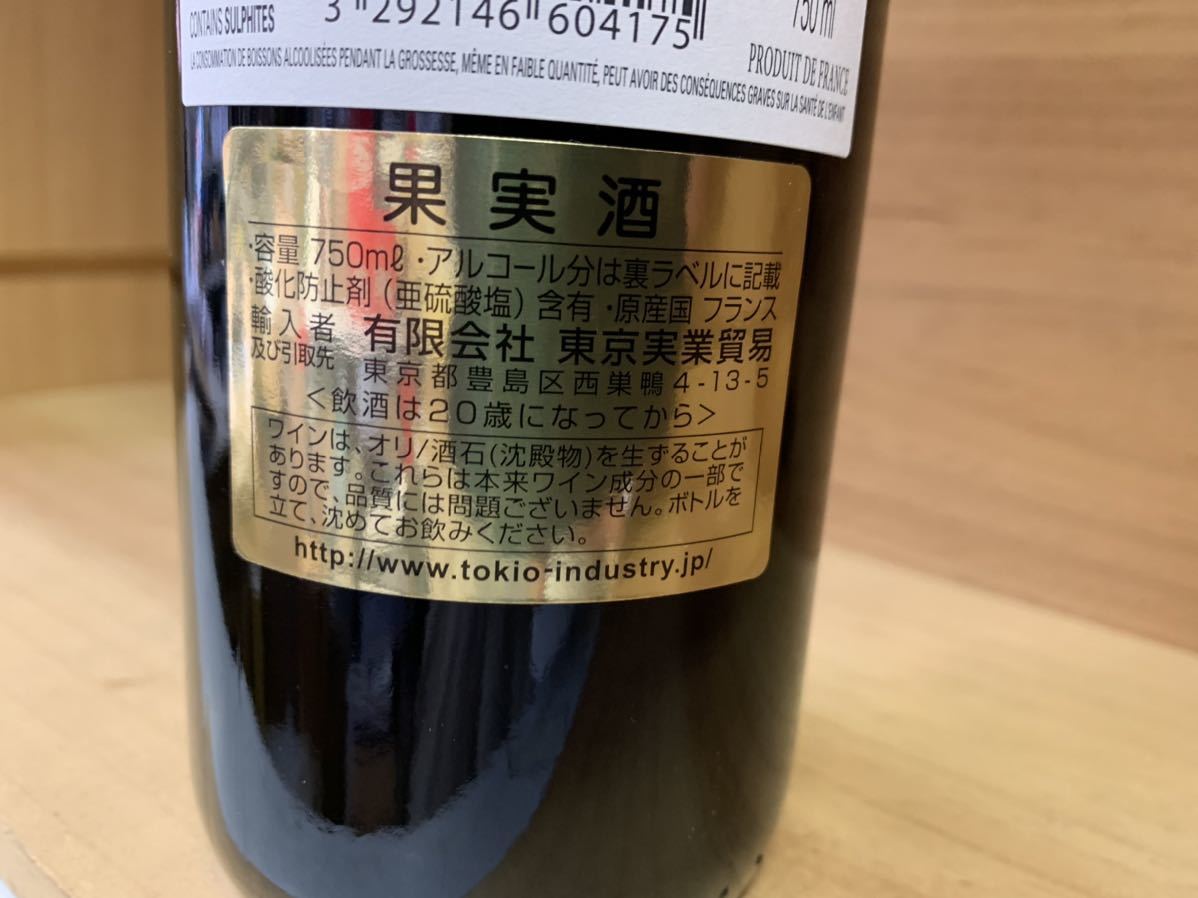 CONTAINS SULPHITES
3 292146 604175
750 ml
PRODUIT DE FRANCE
LA CONSOMMATION DE BOISSONS ALCOOLISÉES PENDANT LA GROSSESSE, MÊME EN FAIBLE QUANTITÉ, PEUT AVOIR DES CONSÉQUENCES GRAVES SUR LA SANTÉ DE L'ENFANT
果実酒
・容量 750mℓ ・アルコール分は裏ラベルに記載
・酸化防止剤 (亜硫酸塩) 含有 ・原産国 フランス
輸入者 有限会社 東京実業貿易
及び引取先 東京都豊島区西巣鴨4-13-5
<飲酒は20歳になってから>
ワインは、オリ/酒石(沈殿物)を生ずることが
あります。これらは本来ワイン成分の一部で
すので、品質には問題ございません。ボトルを
立て、沈めてお飲みください。
http://www.tokio-industry.jp/